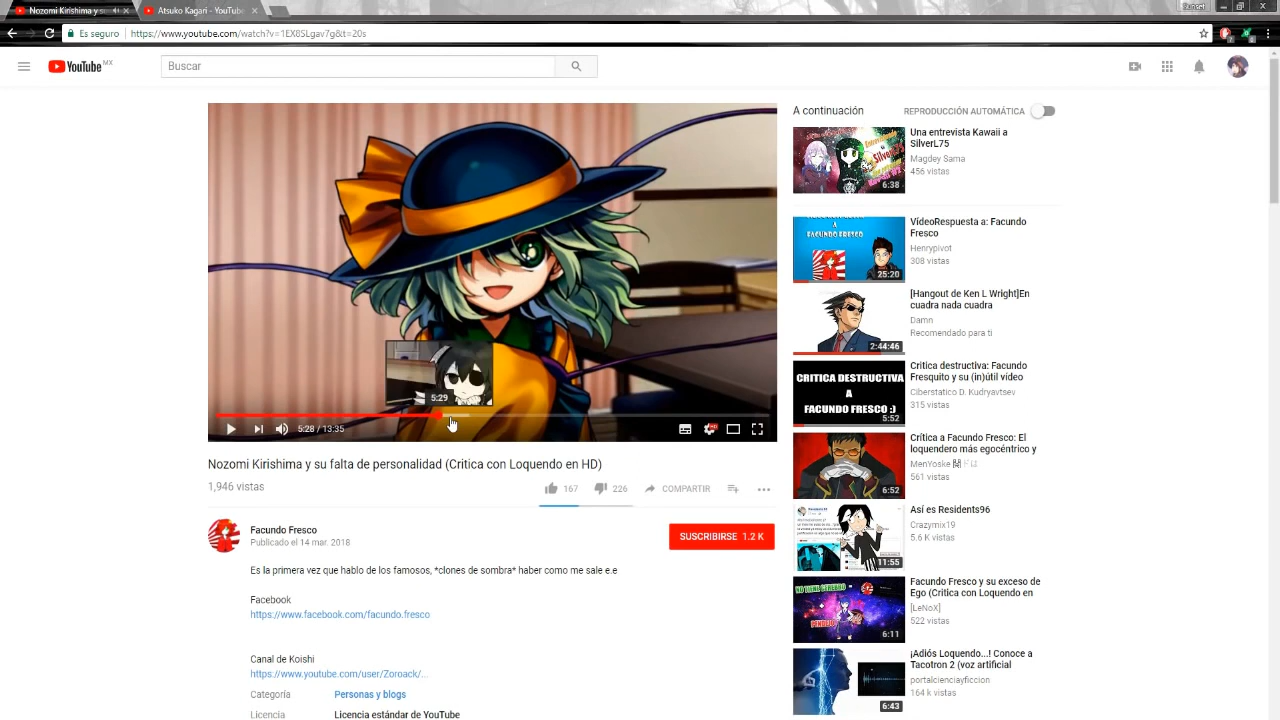 Nozomi Kirishima y s
Atsuko Kagari - YouTube
Es seguro
https://www.youtube.com/watch?v=1EX8SLgav7g&t=20s
YouTube MX
Buscar
A continuación
REPRODUCCIÓN AUTOMÁTICA
Una entrevista Kawaii a
SilverL75
Magdey Sama
456 vistas
6:38
VídeoRespuesta a: Facundo
Fresco
Henrypivot
308 vistas
A
FACUNDO FRESCO
25:20
[Hangout de Ken L Wright]En
cuadra nada cuadra
Damn
Recomendado para ti
2:44:46
Critica destructiva: Facundo
Fresquito y su (in)útil vídeo
Ciberstatico D. Kudryavtsev
315 vistas
CRITICA DESTRUCTIVA
A
FACUNDO FRESCO :)
5:52
Crítica a Facundo Fresco: El
loquendero más egocéntrico y
MenYoske
561 vistas
6:52
Así es Residents96
Crazymix19
5.6 K vistas
11:55
Facundo Fresco y su exceso de
Ego (Critica con Loquendo en
[LeNoX]
522 vistas
6:11
¡Adiós Loquendo...! Conoce a
Tacotron 2 (voz artificial
portalcienciayficcion
164 k vistas
6:43
5:29
5:28 / 13:35
HD
Nozomi Kirishima y su falta de personalidad (Critica con Loquendo en HD)
1,946 vistas
167
226
COMPARTIR
Facundo Fresco
Publicado el 14 mar. 2018
SUSCRIBIRSE 1.2 K
Es la primera vez que hablo de los famosos, *clones de sombra* haber como me sale e.e
Facebook
https://www.facebook.com/facundo.fresco
Canal de Koishi
https://www.youtube.com/user/Zoroack/...
Categoría
Personas y blogs
Licencia
Licencia estándar de YouTube